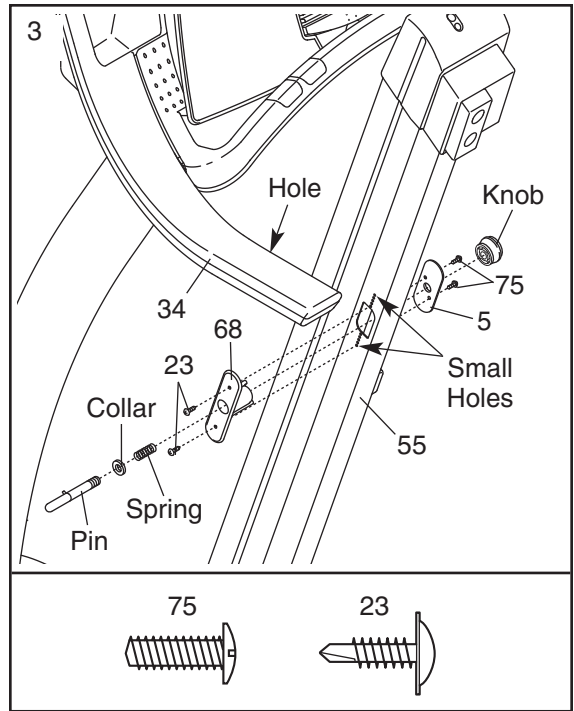 3
Hole
Knob
34
75
5
68
23
Small
Holes
Collar
55
Spring
Pin
75
23